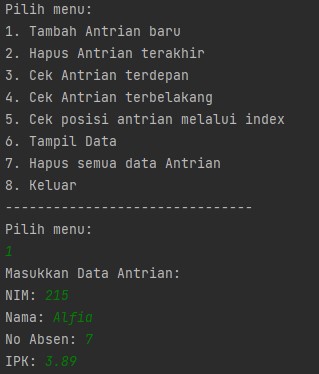 Pilih menu:
1. Tambah Antrian baru
2. Hapus Antrian terakhir
3. Cek Antrian terdepan
4. Cek Antrian terbelakang
5. Cek posisi antrian melalui index
6. Tampil Data
7. Hapus semua data Antrian
8. Keluar
-------------------------------
Pilih menu:
1
Masukkan Data Antrian:
NIM: 215
Nama: Alfia
No Absen: 7
IPK: 3.89